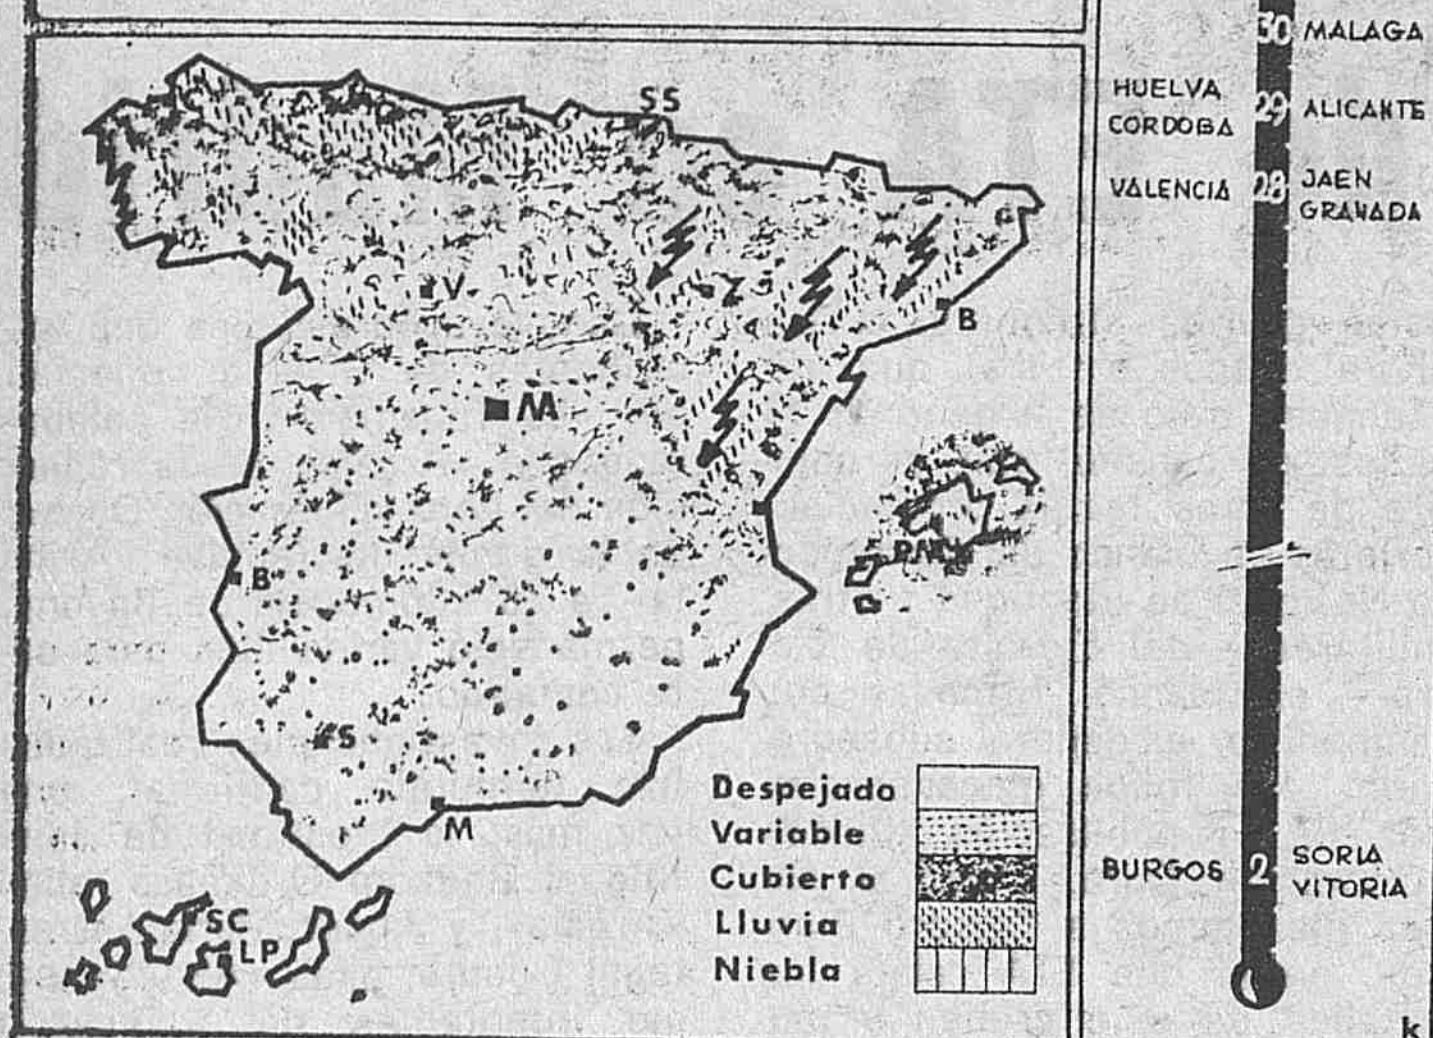 SS
V
Z
B
M
PM
B
S
M
SC
LP
Despejado
Variable
Cubierto
Lluvia
Niebla
30 MALAGA
HUELVA
CORDOBA 29 ALICANTE
VALENCIA 28 JAEN
GRANADA
BURGOS 2 SORIA
VITORIA
k